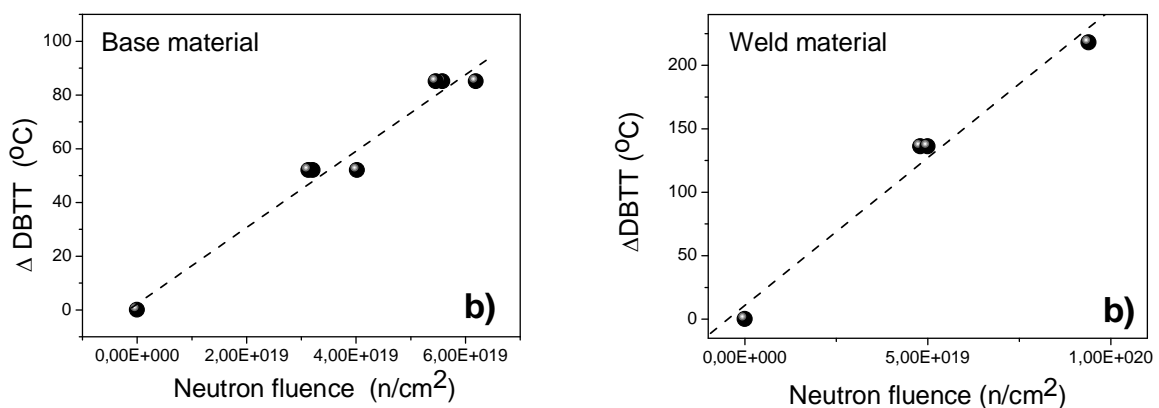 Base material
Δ DBTT (°C)
100
80
60
40
20
0
b)
0,00E+000 2,00E+019 4,00E+019 6,00E+019
Neutron fluence (n/cm²)
Weld material
ΔDBTT (°C)
200
150
100
50
0
b)
0,00E+000 5,00E+019 1,00E+020
Neutron fluence (n/cm²)